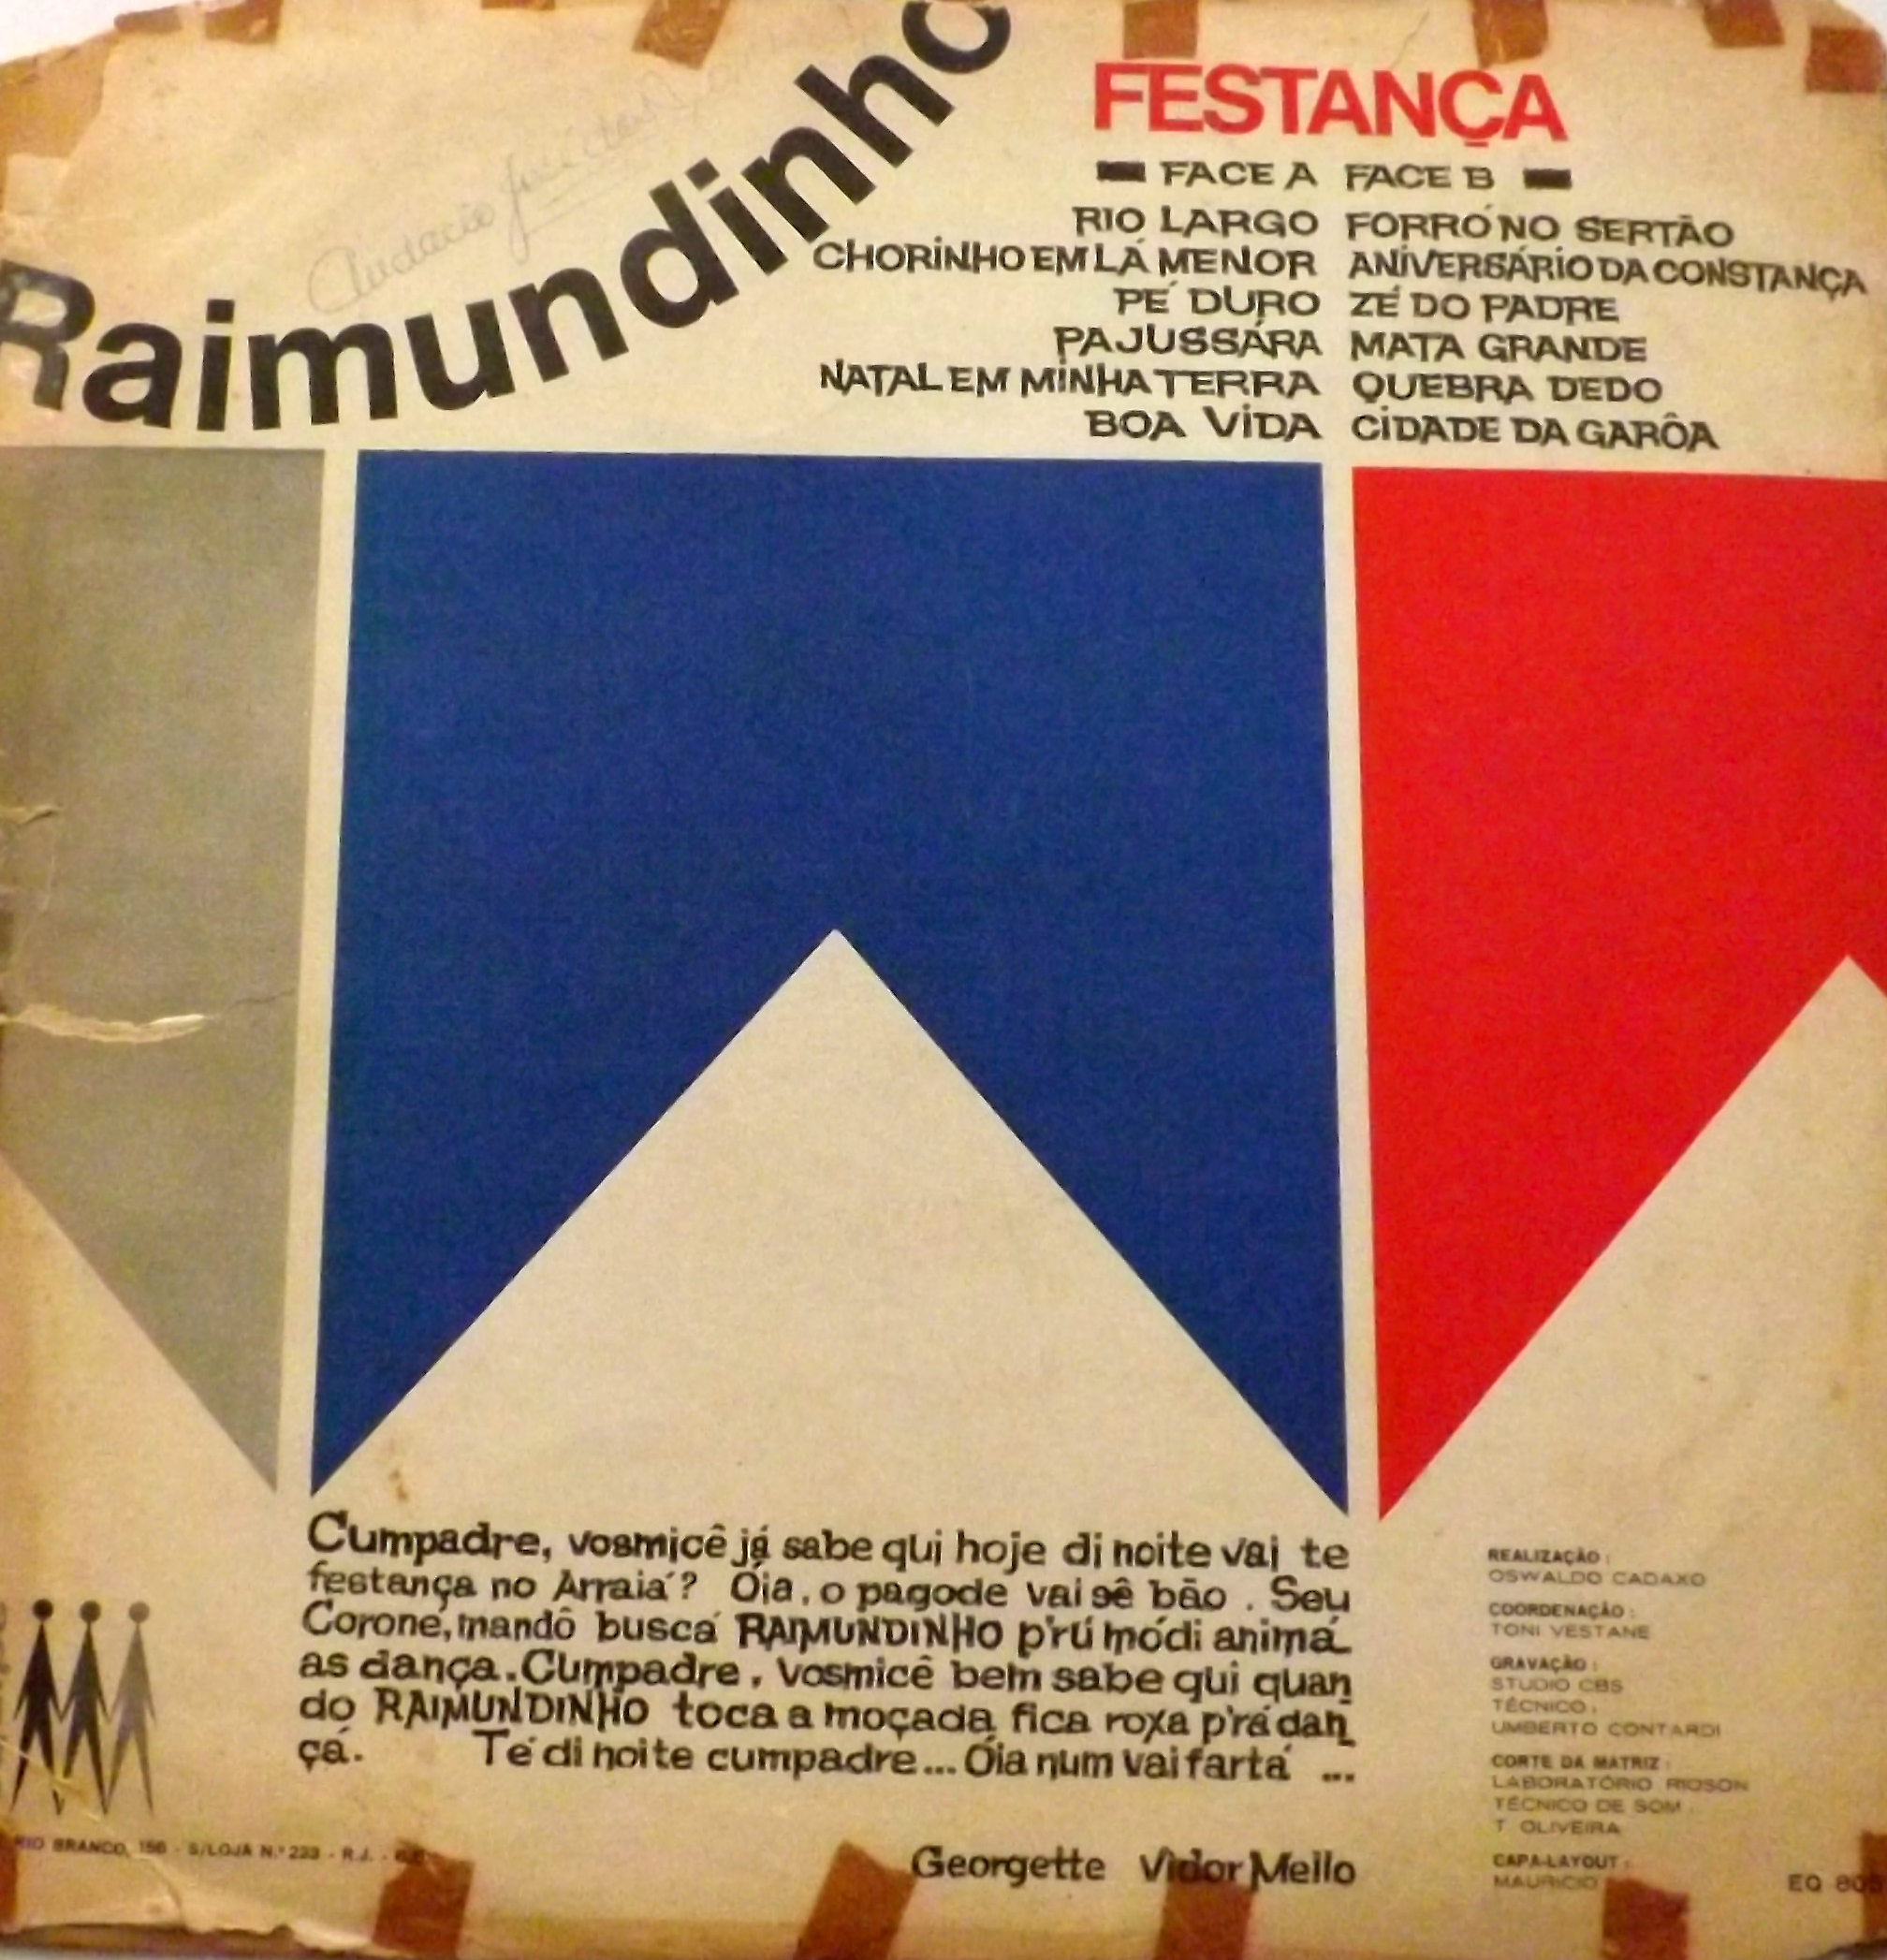 Raimundinho
FESTANÇA
FACE A FACE B
RIO LARGO FORRÓ NO SERTÃO
CHORINHO EM LÁ MENOR ANIVERSÁRIO DA CONSTANÇA
PÉ DURO ZÉ DO PADRE
PAJUSSÁRA MATA GRANDE
NATAL EM MINHA TERRA QUEBRA DEDO
BOA VIDA CIDADE DA GARÔA
Cumpadre, vosmicê já sabe qui hoje di noite vai te
festança no Arraiá? Óia, o pagode vai sê bão. Seu
Coroné, mandô buscá RAIMUNDINHO p'rú módi animá
as dança. Cumpadre, vosmicê bem sabe qui quan
do RAIMUNDINHO toca a moçada fica roxa p'rá dan
çá. Té di noite cumpadre... Óia num vai fartá ...
Georgette Vidor Mello
REALIZAÇÃO:
OSWALDO CADAXO
COORDENAÇÃO:
TONI VESTANE
GRAVAÇÃO:
STUDIO CBS
TÉCNICO:
UMBERTO CONTARDI
CORTE DA MATRIZ:
LABORATÓRIO RIOSON
TÉCNICO DE SOM:
T OLIVEIRA
CAPA-LAYOUT:
MAURICIO
RIO BRANCO, 156 - S/LOJA N.º 233 - R.J. -
EQ